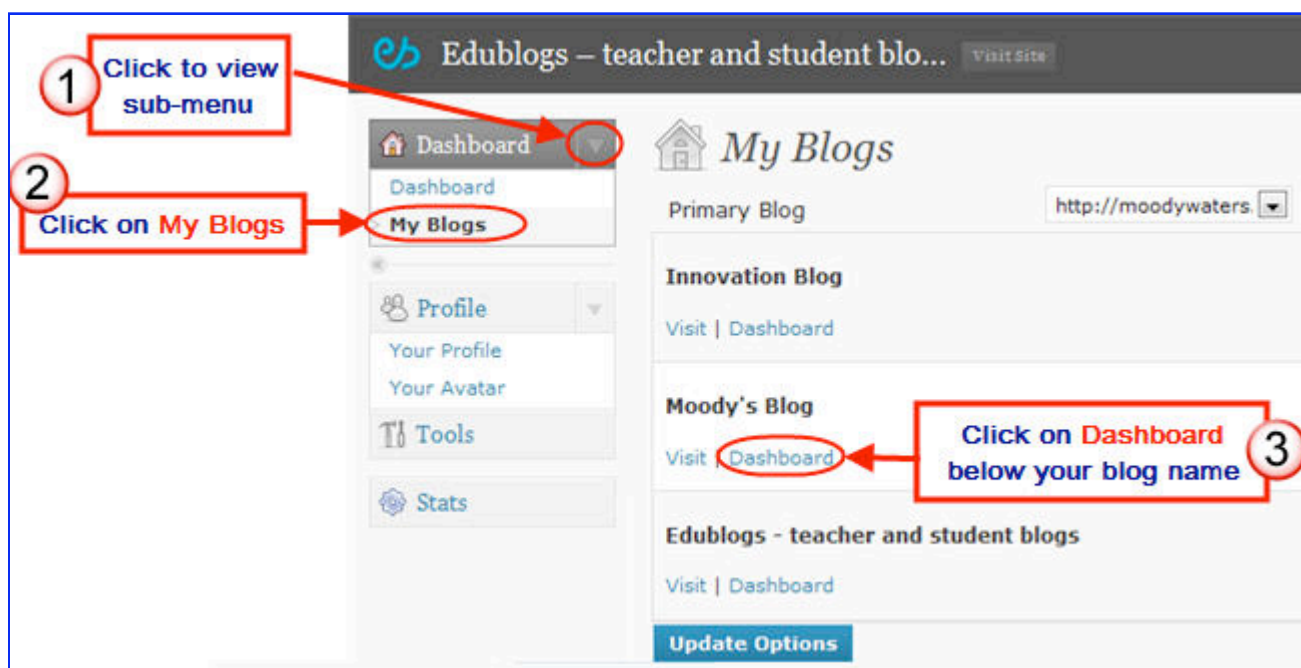 Edublogs – teacher and student blo... Visit Site
1
Click to view
sub-menu
Dashboard
Dashboard
My Blogs
2
Click on My Blogs
Profile
Your Profile
Your Avatar
Tools
Stats
My Blogs
Primary Blog http://moodywaters.
Innovation Blog
Visit | Dashboard
Moody's Blog
Visit | Dashboard
Click on Dashboard
below your blog name
3
Edublogs - teacher and student blogs
Visit | Dashboard
Update Options